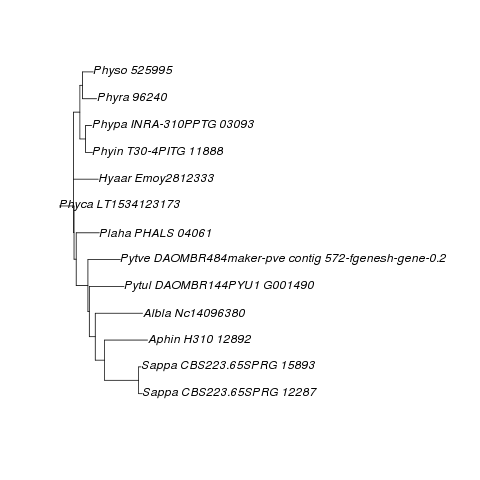 Physo 525995
Phyra 96240
Phypa INRA-310PPTG 03093
Phyin T30-4PITG 11888
Hyaar Emoy2812333
Phyca LT1534123173
Plaha PHALS 04061
Pytve DAOMBR484maker-pve contig 572-fgenesh-gene-0.2
Pytul DAOMBR144PYU1 G001490
Albla Nc14096380
Aphin H310 12892
Sappa CBS223.65SPRG 15893
Sappa CBS223.65SPRG 12287